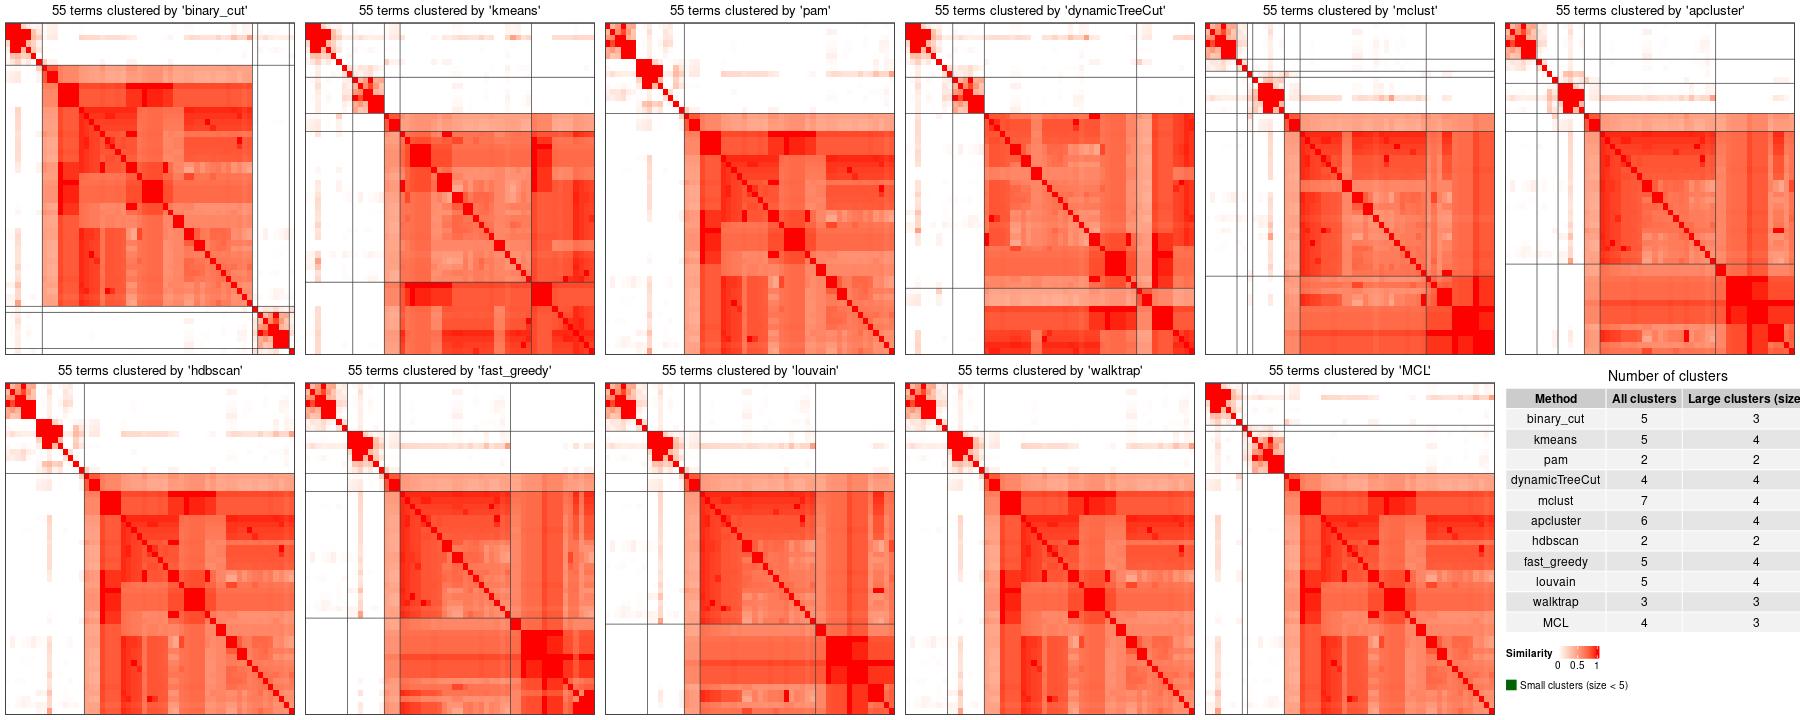 55 terms clustered by 'binary_cut'
55 terms clustered by 'kmeans'
55 terms clustered by 'pam'
55 terms clustered by 'dynamicTreeCut'
55 terms clustered by 'mclust'
55 terms clustered by 'apcluster'
55 terms clustered by 'hdbscan'
55 terms clustered by 'fast_greedy'
55 terms clustered by 'louvain'
55 terms clustered by 'walktrap'
55 terms clustered by 'MCL'
Number of clusters
Method All clusters Large clusters (size
binary_cut 5 3
kmeans 5 4
pam 2 2
dynamicTreeCut 4 4
mclust 7 4
apcluster 6 4
hdbscan 2 2
fast_greedy 5 4
louvain 5 4
walktrap 3 3
MCL 4 3
Similarity
0 0.5 1
Small clusters (size < 5)